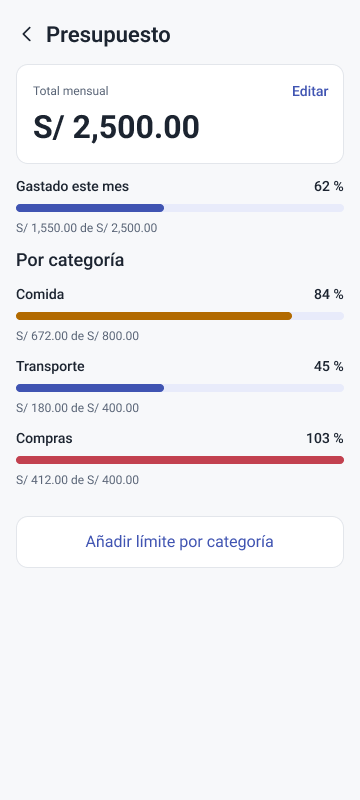 Presupuesto
Total mensual
Editar
S/ 2,500.00
Gastado este mes
62 %
S/ 1,550.00 de S/ 2,500.00
Por categoría
Comida
84 %
S/ 672.00 de S/ 800.00
Transporte
45 %
S/ 180.00 de S/ 400.00
Compras
103 %
S/ 412.00 de S/ 400.00
Añadir límite por categoría